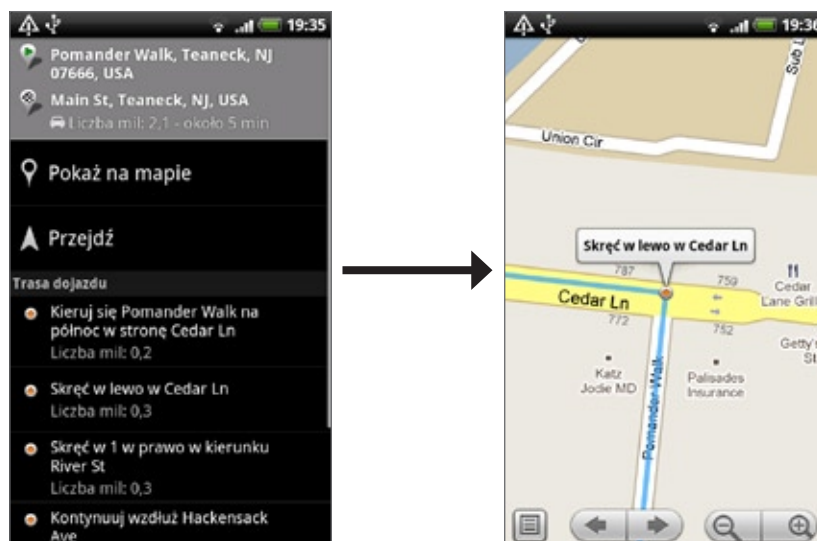 19:35
Pomander Walk, Teaneck, NJ
07666, USA
Main St, Teaneck, NJ, USA
Liczba mil: 2,1 - około 5 min
Pokaż na mapie
Przejdź
Trasa dojazdu
Kieruj się Pomander Walk na
północ w stronę Cedar Ln
Liczba mil: 0,2
Skręć w lewo w Cedar Ln
Liczba mil: 0,3
Skręć w 1 w prawo w kierunku
River St
Liczba mil: 0,3
Kontynuuj wzdłuż Hackensack
Ave
19:36
Sub L
Union Cir
Skręć w lewo w Cedar Ln
787
759
Cedar Ln
Cedar
Lane Grill
772
752
Getty's
St
Katz
Jodie MD
Palisades
Insurance
Pomander Walk